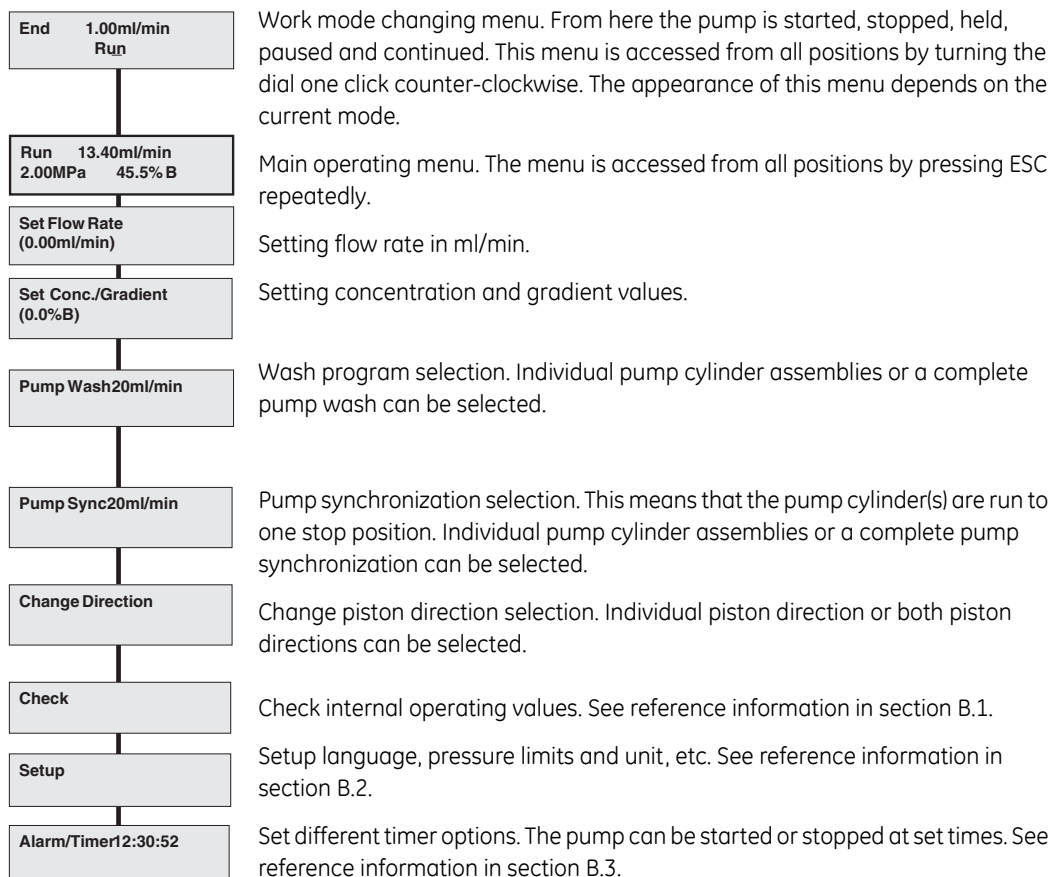 End 1.00ml/min
Run
Work mode changing menu. From here the pump is started, stopped, held,
paused and continued. This menu is accessed from all positions by turning the
dial one click counter-clockwise. The appearance of this menu depends on the
current mode.
Run 13.40ml/min
2.00MPa 45.5% B
Main operating menu. The menu is accessed from all positions by pressing ESC
repeatedly.
Set Flow Rate
(0.00ml/min)
Setting flow rate in ml/min.
Set Conc./Gradient
(0.0%B)
Setting concentration and gradient values.
Pump Wash20ml/min
Wash program selection. Individual pump cylinder assemblies or a complete
pump wash can be selected.
Pump Sync20ml/min
Pump synchronization selection. This means that the pump cylinder(s) are run to
one stop position. Individual pump cylinder assemblies or a complete pump
synchronization can be selected.
Change Direction
Change piston direction selection. Individual piston direction or both piston
directions can be selected.
Check
Check internal operating values. See reference information in section B.1.
Setup
Setup language, pressure limits and unit, etc. See reference information in
section B.2.
Alarm/Timer12:30:52
Set different timer options. The pump can be started or stopped at set times. See
reference information in section B.3.